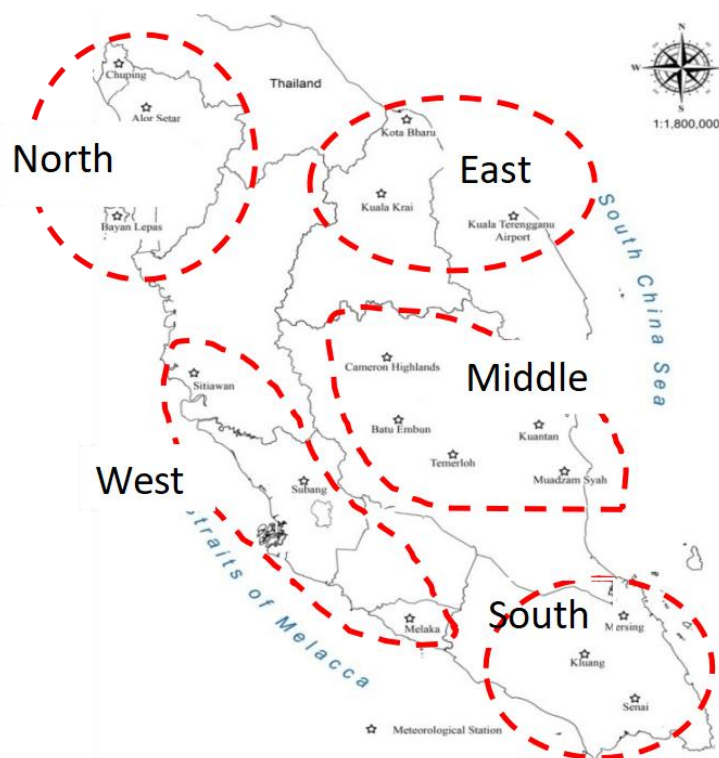 N
W
E
S
1:1,800,000
Chuping
Thailand
Alor Setar
Kota Bharu
North
East
Kuala Krai
Bayan Lepas
Kuala Terengganu
Airport
South China Sea
Cameron Highlands
Middle
Sitiawan
Batu Embun
Kuantan
Temerloh
West
Subang
Muadzam Syah
traits of Melacca
South
Mersing
Melaka
Kluang
Senai
Meteorological Station